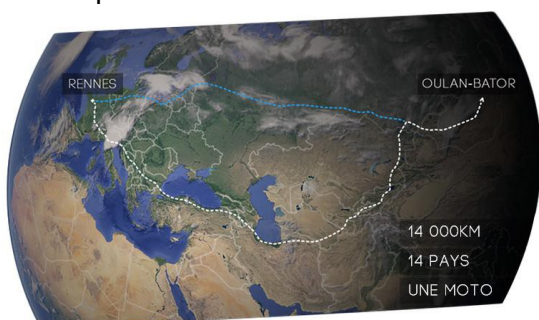 RENNES
OULAN-BATOR
14 000KM
14 PAYS
UNE MOTO